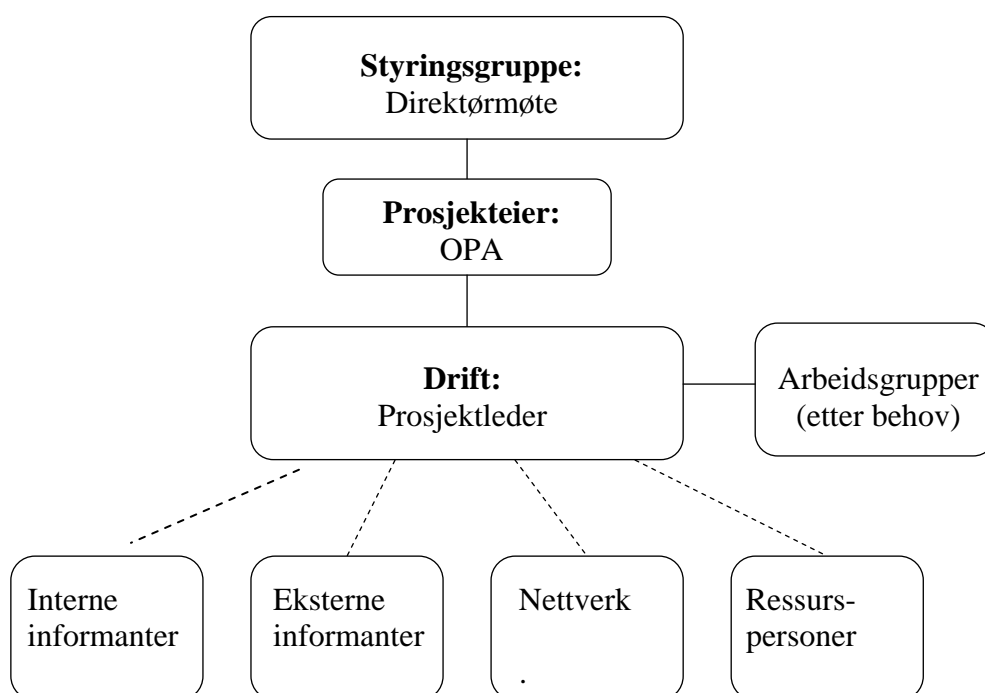 Styringsgruppe:
Direktørmøte
Prosjekteier:
OPA
Drift:
Prosjektleder
Arbeidsgrupper
(etter behov)
Interne
informanter
Eksterne
informanter
Nettverk
.
Ressurs-
personer